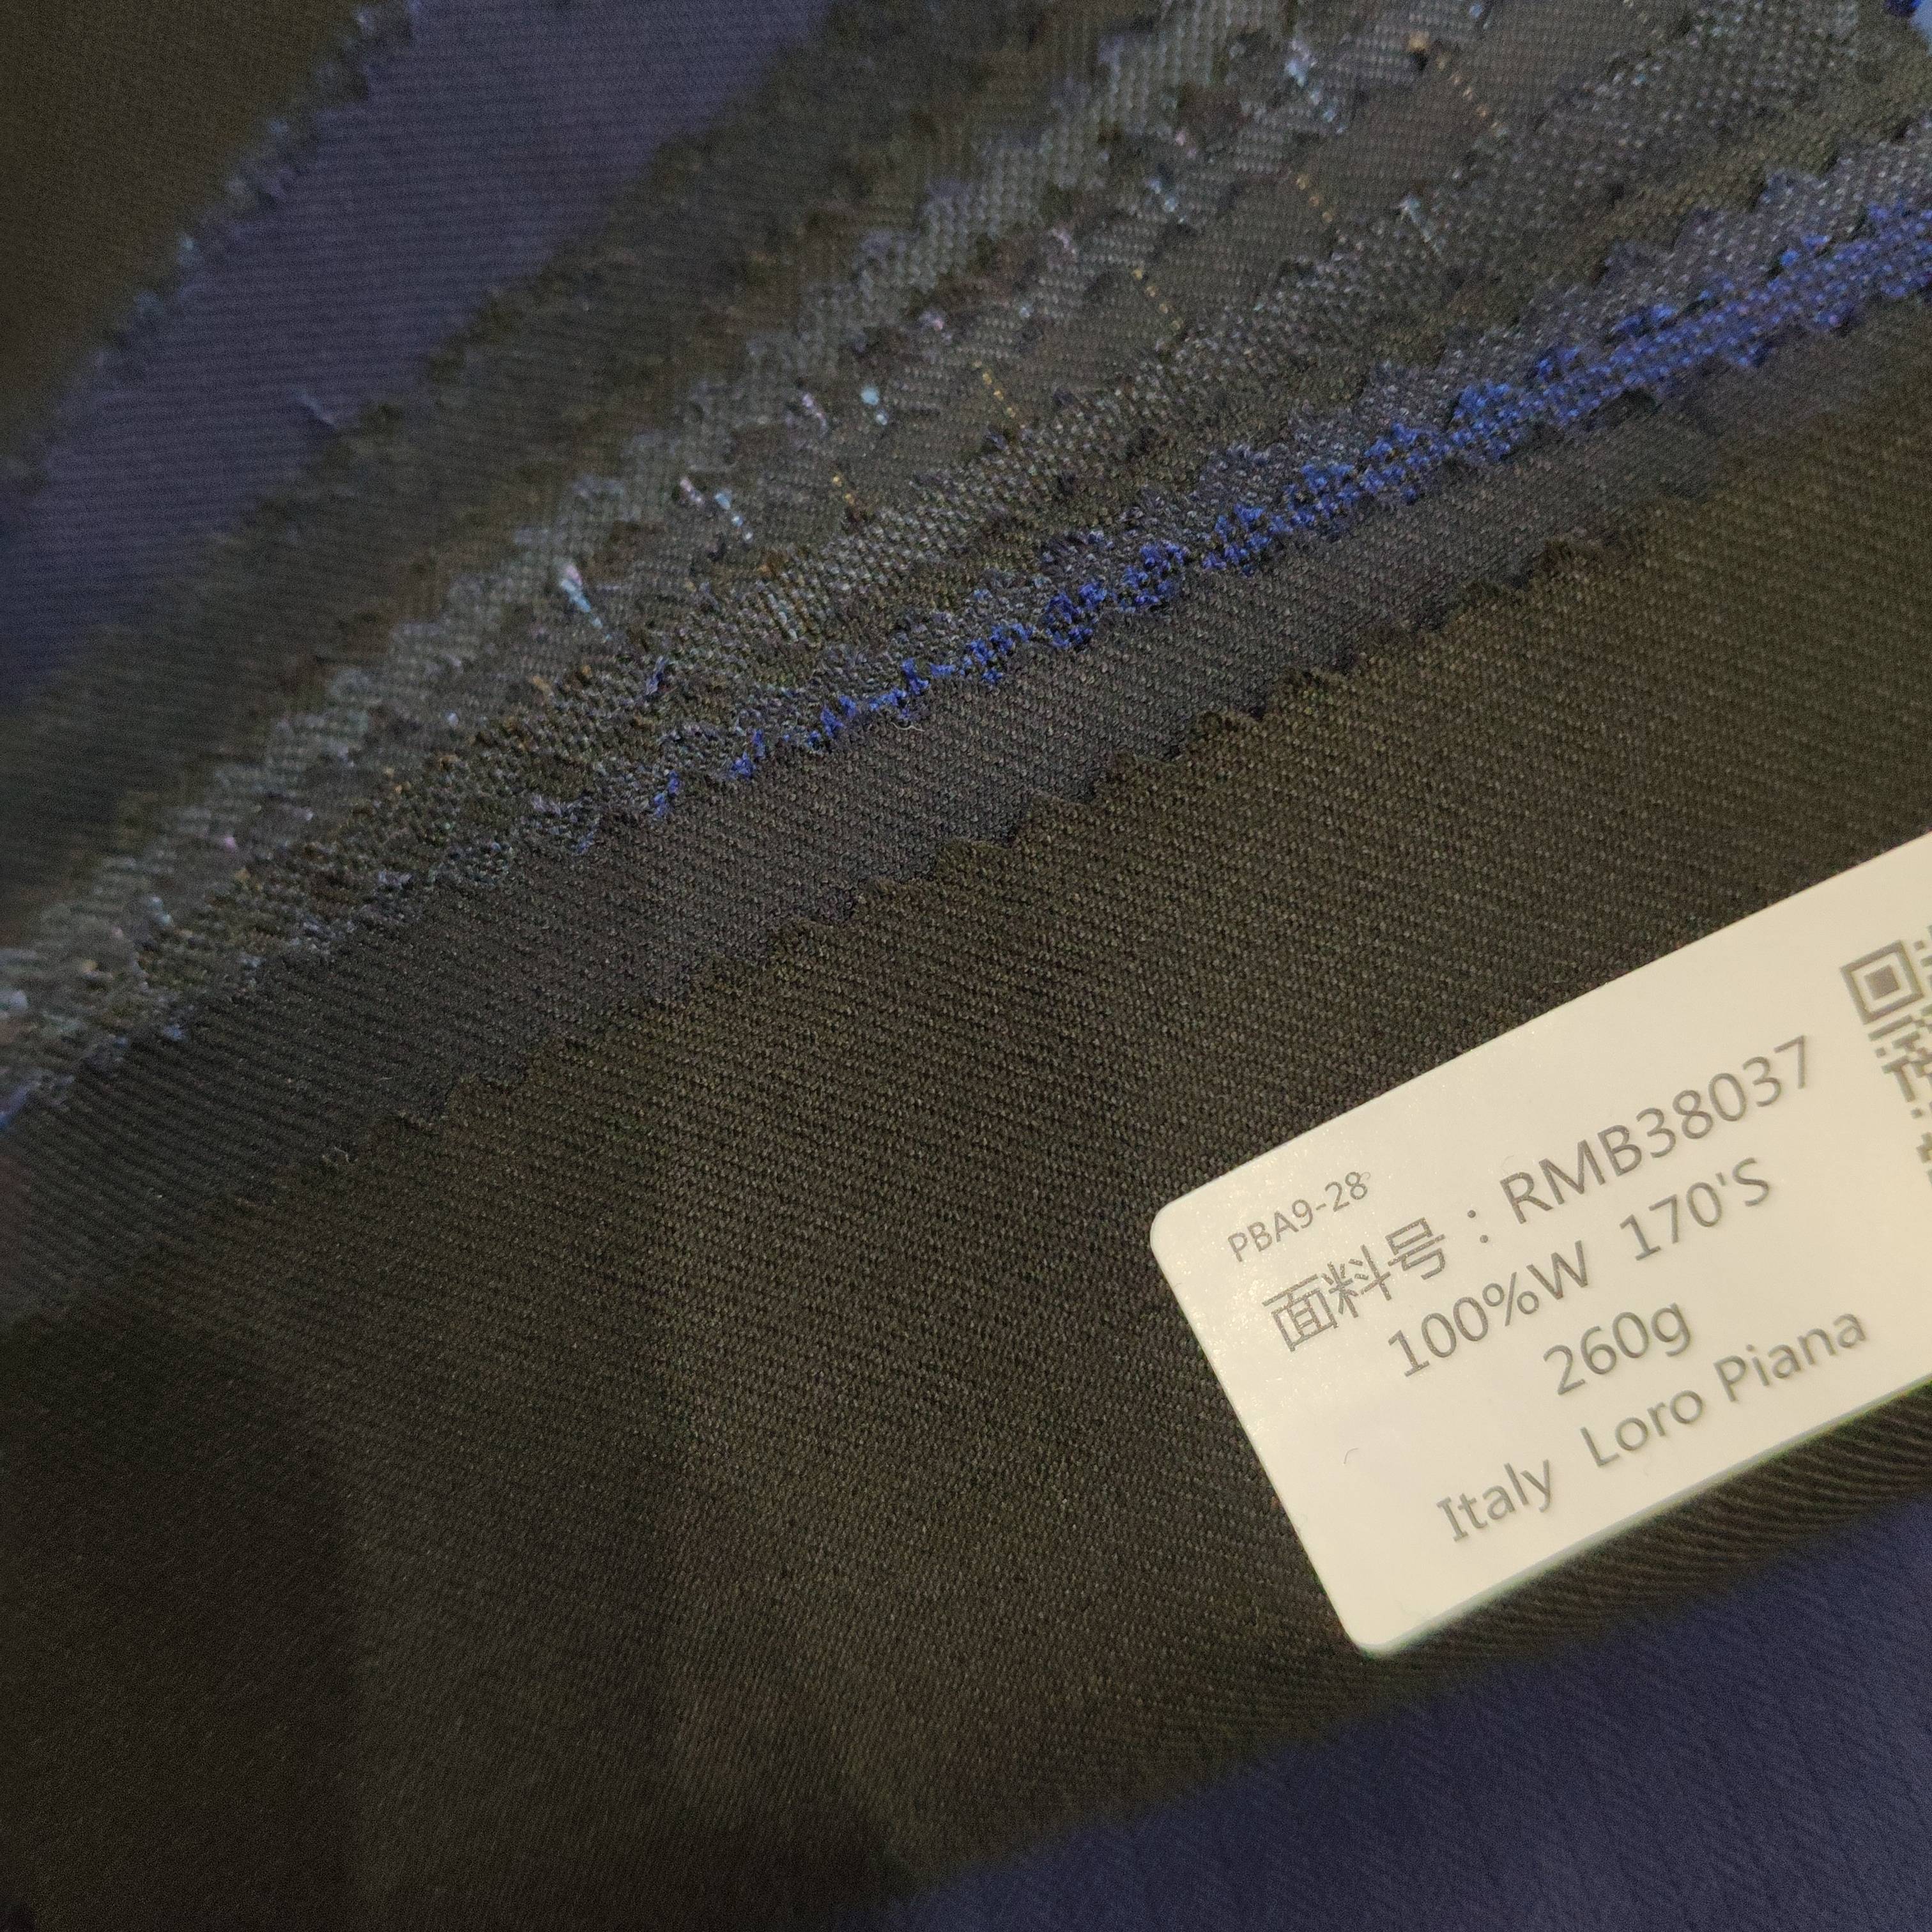 PBA9-28
面料号：RMB38037
100%W 170'S
260g
Italy Loro Piana